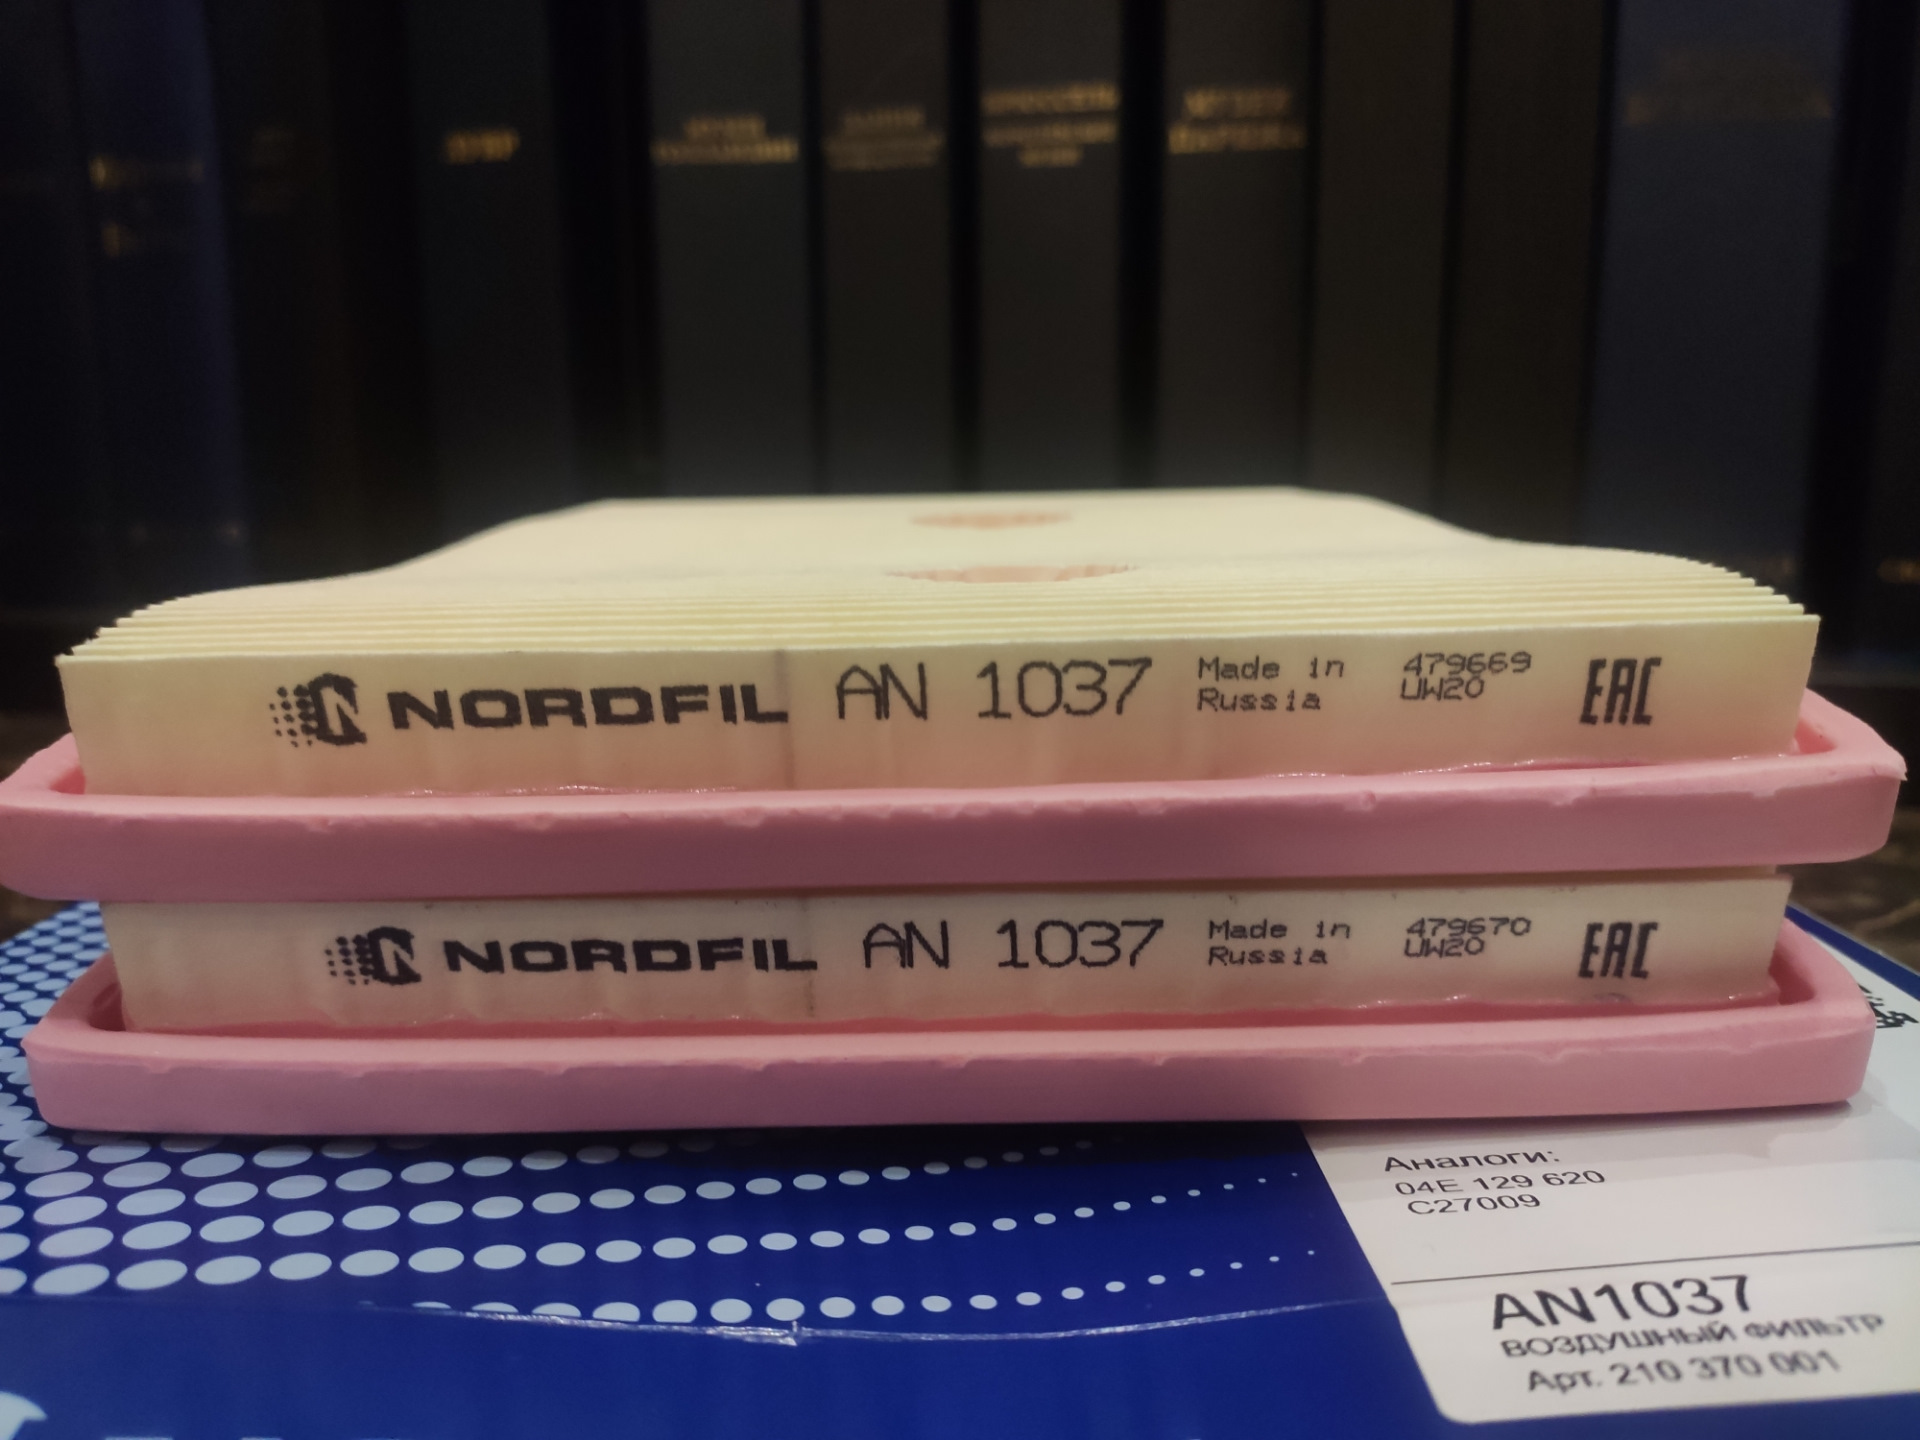 NORDFIL AN 1037 Made in Russia 479669 UW20 EAC
NORDFIL AN 1037 Made in Russia 479670 UW20 EAC
Аналоги:
04E 129 620
C27009
AN1037
ВОЗДУШНЫЙ ФИЛЬТР
Арт. 210 370 001